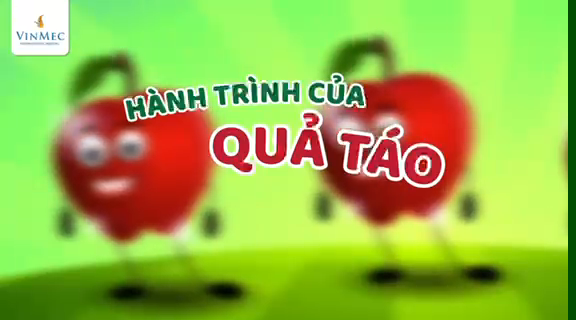 VINMEC
HÀNH TRÌNH CỦA
QUẢ TÁO